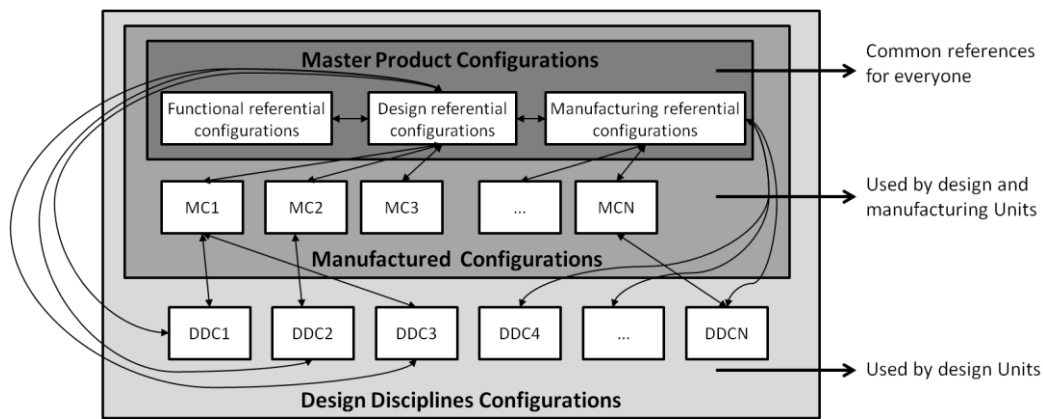 Master Product Configurations
Functional referential
configurations
Design referential
configurations
Manufacturing referential
configurations
Common references
for everyone
MC1
MC2
MC3
...
MCN
Used by design and
manufacturing Units
Manufactured Configurations
DDC1
DDC2
DDC3
DDC4
...
DDCN
Used by design Units
Design Disciplines Configurations